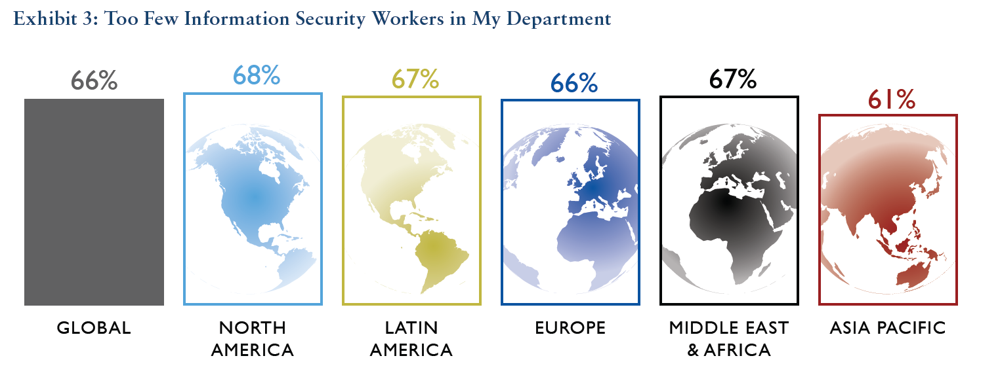 Exhibit 3: Too Few Information Security Workers in My Department
66%
68%
67%
66%
67%
61%
GLOBAL
NORTH
AMERICA
LATIN
AMERICA
EUROPE
MIDDLE EAST
& AFRICA
ASIA PACIFIC